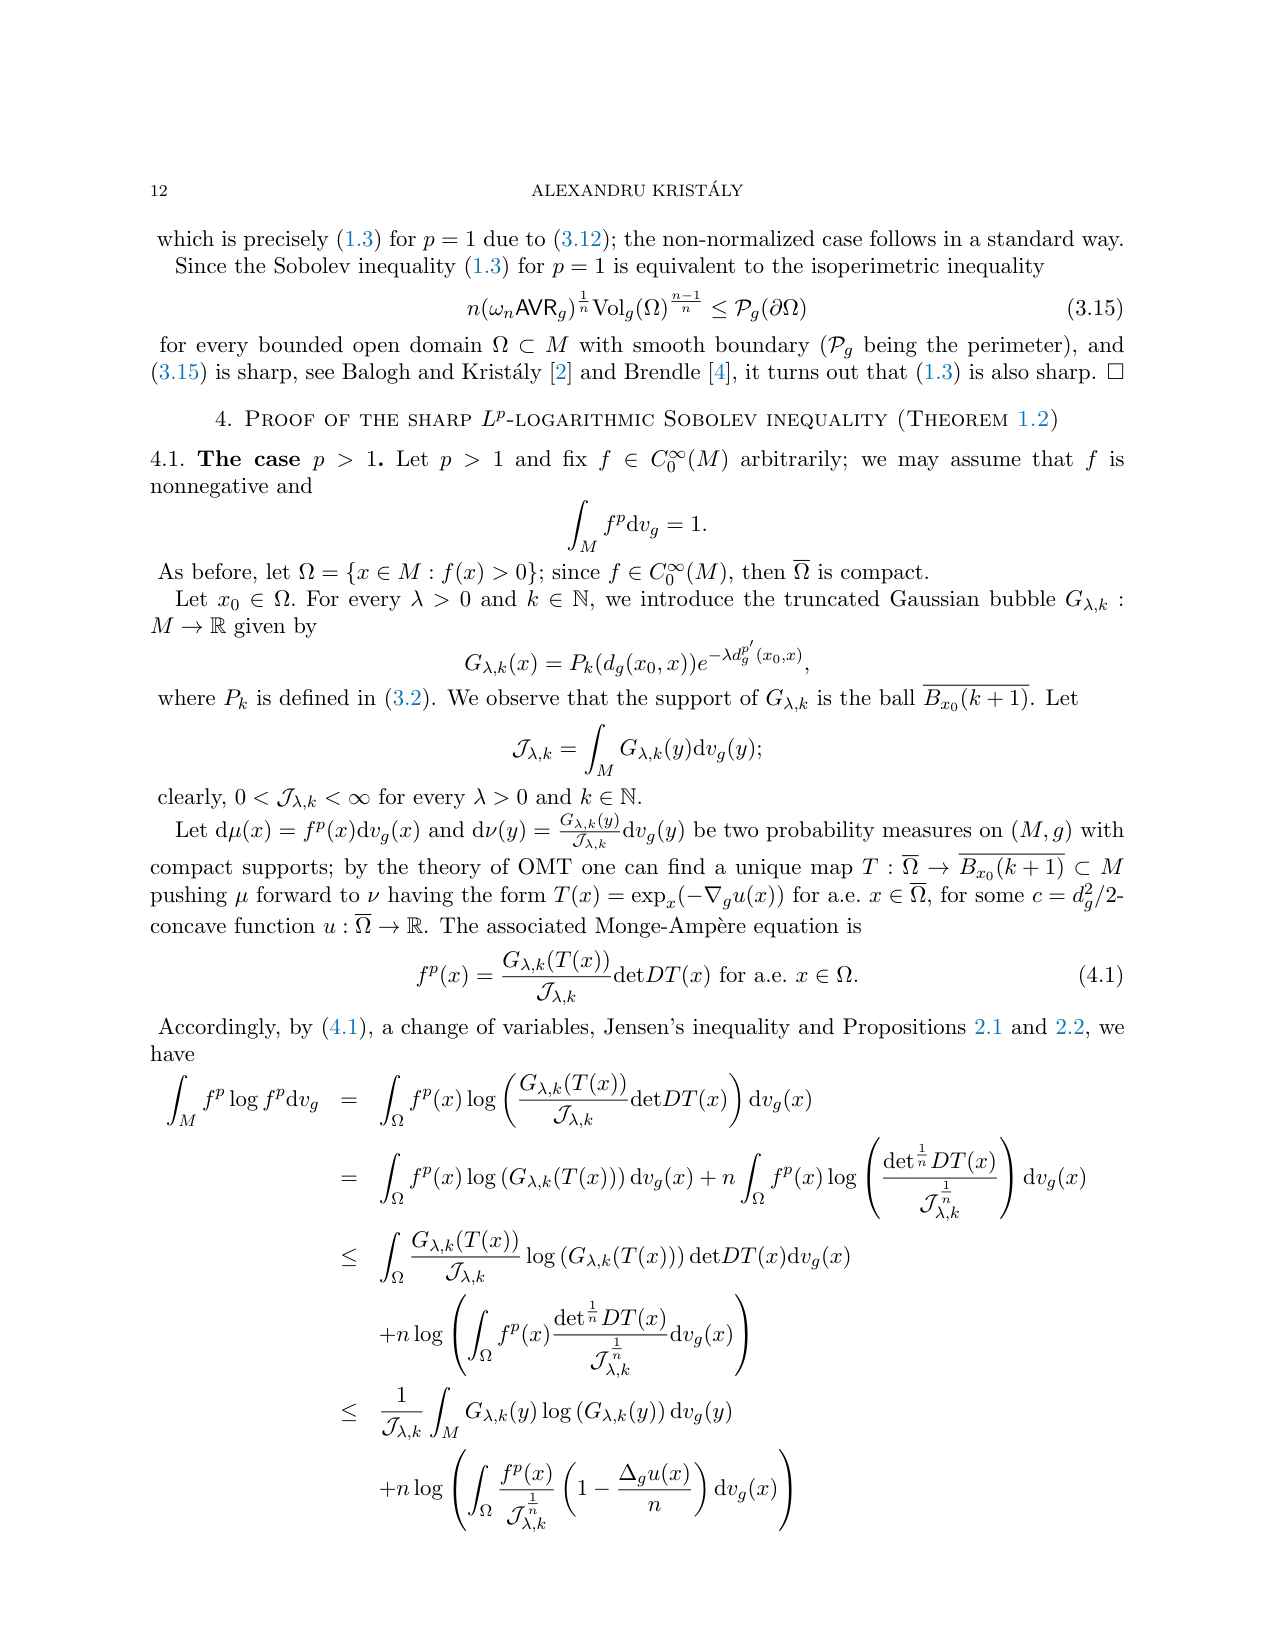 12 ALEXANDRU KRISTÁLY
which is precisely (1.3) for $p = 1$ due to (3.12); the non-normalized case follows in a standard way.
Since the Sobolev inequality (1.3) for $p = 1$ is equivalent to the isoperimetric inequality
$n(\omega_n \mathsf{AVR}_g)^{\frac{1}{n}} \mathrm{Vol}_g(\Omega)^{\frac{n-1}{n}} \leq \mathcal{P}_g(\partial\Omega)$ (3.15)
for every bounded open domain $\Omega \subset M$ with smooth boundary ($\mathcal{P}_g$ being the perimeter), and
(3.15) is sharp, see Balogh and Kristály [2] and Brendle [4], it turns out that (1.3) is also sharp. □
4. Proof of the sharp $L^p$-logarithmic Sobolev inequality (Theorem 1.2)
4.1. The case $p > 1$. Let $p > 1$ and fix $f \in C_0^\infty(M)$ arbitrarily; we may assume that $f$ is
nonnegative and
$\int_M f^p \mathrm{d}v_g = 1.$
As before, let $\Omega = \{x \in M : f(x) > 0\}$; since $f \in C_0^\infty(M)$, then $\overline{\Omega}$ is compact.
Let $x_0 \in \Omega$. For every $\lambda > 0$ and $k \in \mathbb{N}$, we introduce the truncated Gaussian bubble $G_{\lambda,k} :$
$M \to \mathbb{R}$ given by
$G_{\lambda,k}(x) = P_k(d_g(x_0, x)) e^{-\lambda d_g^{p'}(x_0,x)},$
where $P_k$ is defined in (3.2). We observe that the support of $G_{\lambda,k}$ is the ball $\overline{B_{x_0}(k+1)}$. Let
$\mathcal{J}_{\lambda,k} = \int_M G_{\lambda,k}(y) \mathrm{d}v_g(y);$
clearly, $0 < \mathcal{J}_{\lambda,k} < \infty$ for every $\lambda > 0$ and $k \in \mathbb{N}$.
Let $\mathrm{d}\mu(x) = f^p(x)\mathrm{d}v_g(x)$ and $\mathrm{d}\nu(y) = \frac{G_{\lambda,k}(y)}{\mathcal{J}_{\lambda,k}} \mathrm{d}v_g(y)$ be two probability measures on $(M, g)$ with
compact supports; by the theory of OMT one can find a unique map $T : \overline{\Omega} \to \overline{B_{x_0}(k+1)} \subset M$
pushing $\mu$ forward to $\nu$ having the form $T(x) = \exp_x(-\nabla_g u(x))$ for a.e. $x \in \overline{\Omega}$, for some $c = d_g^2/2$-
concave function $u : \overline{\Omega} \to \mathbb{R}$. The associated Monge-Ampère equation is
$f^p(x) = \frac{G_{\lambda,k}(T(x))}{\mathcal{J}_{\lambda,k}} \mathrm{det}DT(x)$ for a.e. $x \in \Omega$. (4.1)
Accordingly, by (4.1), a change of variables, Jensen's inequality and Propositions 2.1 and 2.2, we
have
$\int_M f^p \log f^p \mathrm{d}v_g = \int_\Omega f^p(x) \log \left( \frac{G_{\lambda,k}(T(x))}{\mathcal{J}_{\lambda,k}} \mathrm{det}DT(x) \right) \mathrm{d}v_g(x)$
$= \int_\Omega f^p(x) \log (G_{\lambda,k}(T(x))) \mathrm{d}v_g(x) + n \int_\Omega f^p(x) \log \left( \frac{\mathrm{det}^{\frac{1}{n}} DT(x)}{\mathcal{J}_{\lambda,k}^{\frac{1}{n}}} \right) \mathrm{d}v_g(x)$
$\leq \int_\Omega \frac{G_{\lambda,k}(T(x))}{\mathcal{J}_{\lambda,k}} \log (G_{\lambda,k}(T(x))) \mathrm{det}DT(x) \mathrm{d}v_g(x)$
$+ n \log \left( \int_\Omega f^p(x) \frac{\mathrm{det}^{\frac{1}{n}} DT(x)}{\mathcal{J}_{\lambda,k}^{\frac{1}{n}}} \mathrm{d}v_g(x) \right)$
$\leq \frac{1}{\mathcal{J}_{\lambda,k}} \int_M G_{\lambda,k}(y) \log (G_{\lambda,k}(y)) \mathrm{d}v_g(y)$
$+ n \log \left( \int_\Omega \frac{f^p(x)}{\mathcal{J}_{\lambda,k}^{\frac{1}{n}}} \left( 1 - \frac{\Delta_g u(x)}{n} \right) \mathrm{d}v_g(x) \right)$